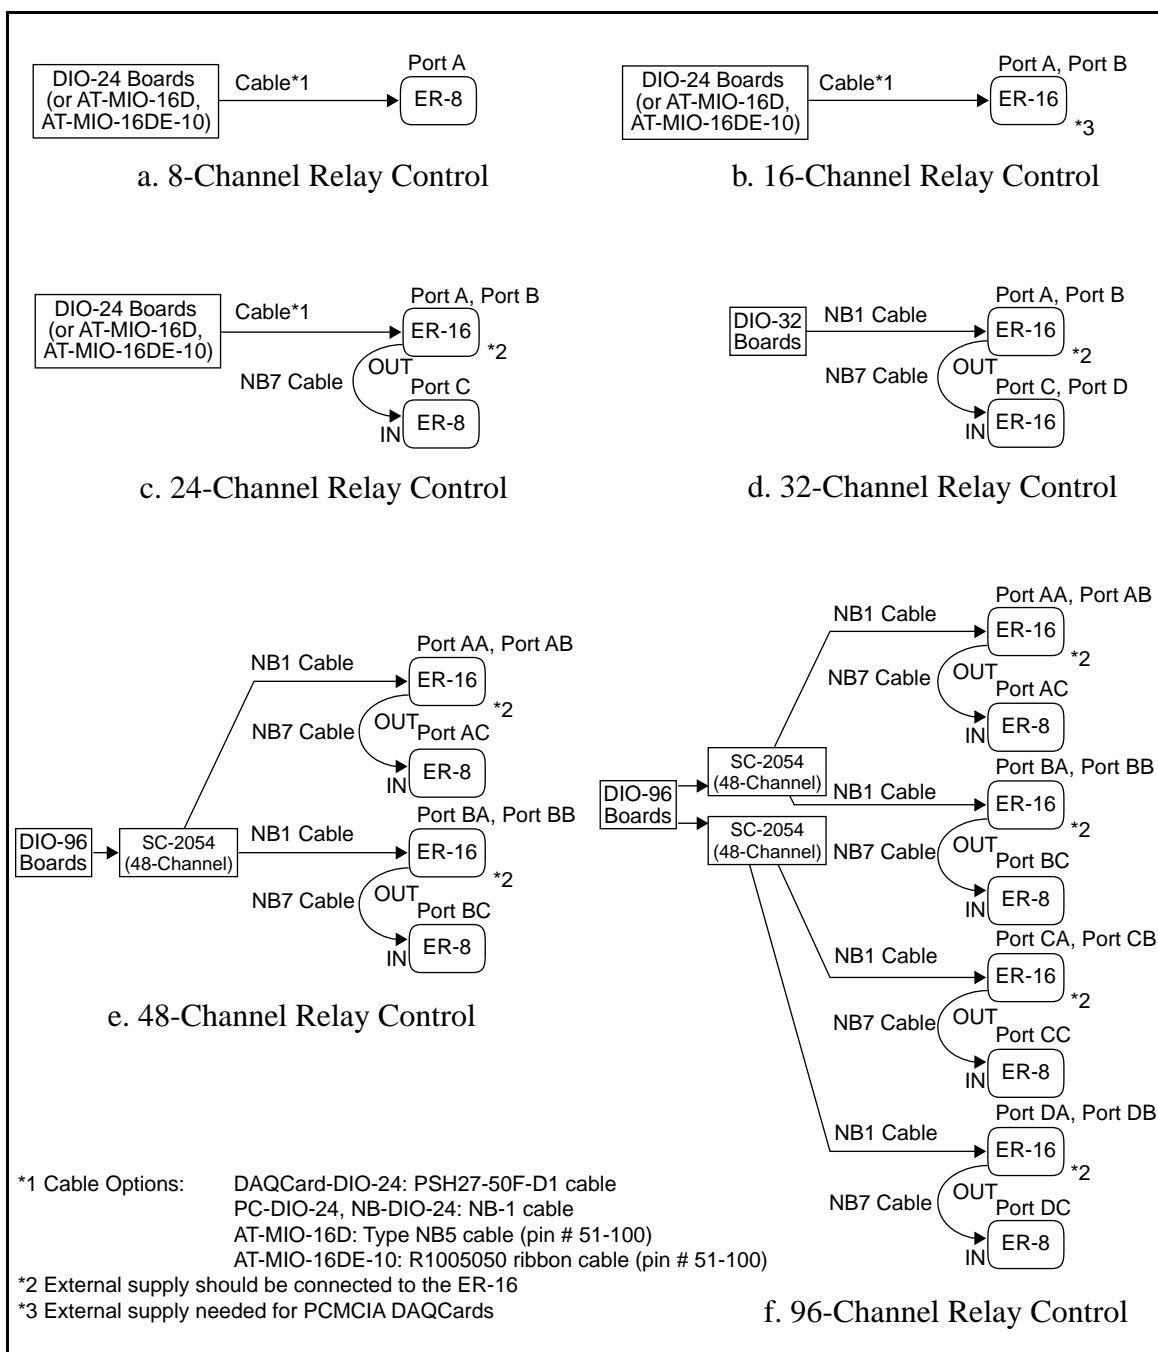 Port A
DIO-24 Boards
(or AT-MIO-16D,
AT-MIO-16DE-10)
Cable*1
ER-8
a. 8-Channel Relay Control
Port A, Port B
DIO-24 Boards
(or AT-MIO-16D,
AT-MIO-16DE-10)
Cable*1
ER-16
*3
b. 16-Channel Relay Control
Port A, Port B
DIO-24 Boards
(or AT-MIO-16D,
AT-MIO-16DE-10)
Cable*1
ER-16
*2
OUT
NB7 Cable
Port C
IN
ER-8
c. 24-Channel Relay Control
Port A, Port B
DIO-32
Boards
NB1 Cable
ER-16
*2
OUT
NB7 Cable
Port C, Port D
IN
ER-16
d. 32-Channel Relay Control
Port AA, Port AB
NB1 Cable
ER-16
*2
OUT
NB7 Cable
Port AC
IN
ER-8
Port BA, Port BB
DIO-96
Boards
SC-2054
(48-Channel)
NB1 Cable
ER-16
*2
OUT
NB7 Cable
Port BC
IN
ER-8
e. 48-Channel Relay Control
Port AA, Port AB
NB1 Cable
ER-16
*2
OUT
NB7 Cable
Port AC
IN
ER-8
DIO-96
Boards
SC-2054
(48-Channel)
SC-2054
(48-Channel)
Port BA, Port BB
NB1 Cable
ER-16
*2
OUT
NB7 Cable
Port BC
IN
ER-8
Port CA, Port CB
NB1 Cable
ER-16
*2
OUT
NB7 Cable
Port CC
IN
ER-8
Port DA, Port DB
NB1 Cable
ER-16
*2
OUT
NB7 Cable
Port DC
IN
ER-8
f. 96-Channel Relay Control
*1 Cable Options: DAQCard-DIO-24: PSH27-50F-D1 cable
PC-DIO-24, NB-DIO-24: NB-1 cable
AT-MIO-16D: Type NB5 cable (pin # 51-100)
AT-MIO-16DE-10: R1005050 ribbon cable (pin # 51-100)
*2 External supply should be connected to the ER-16
*3 External supply needed for PCMCIA DAQCards